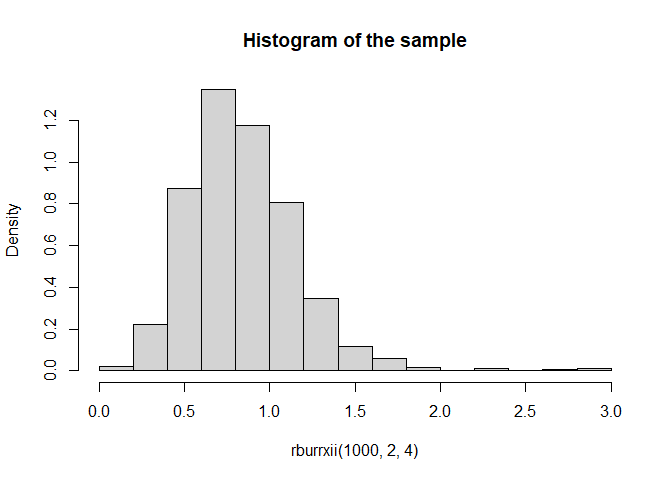 Histogram of the sample
Density
0.0 0.2 0.4 0.6 0.8 1.0 1.2
0.0 0.5 1.0 1.5 2.0 2.5 3.0
rburrxii(1000, 2, 4)